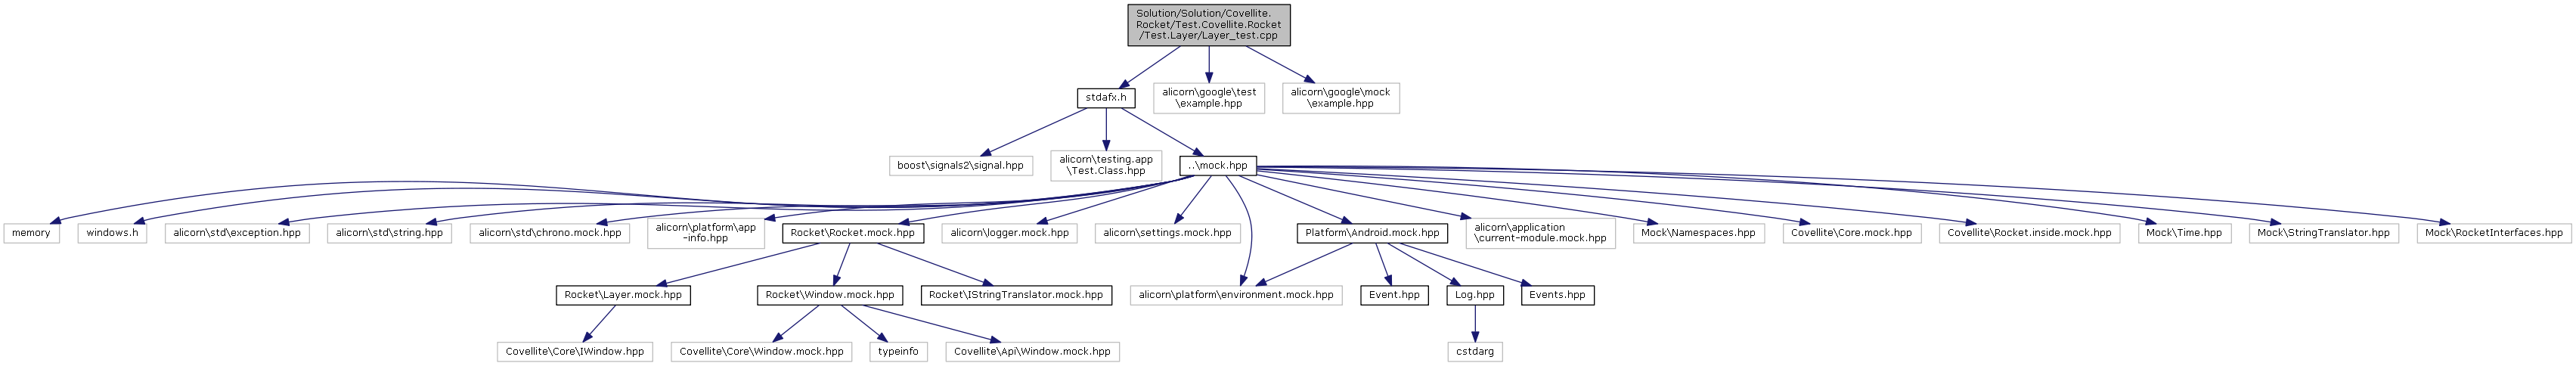 Solution/Solution/Covellite.
Rocket/Test.Covellite.Rocket
/Test.Layer/Layer_test.cpp
stdafx.h
alicorn\google\test
\example.hpp
alicorn\google\mock
\example.hpp
boost\signals2\signal.hpp
alicorn\testing.app
\Test.Class.hpp
..\mock.hpp
memory
windows.h
alicorn\std\exception.hpp
alicorn\std\string.hpp
alicorn\std\chrono.mock.hpp
alicorn\platform\app
-info.hpp
Rocket\Rocket.mock.hpp
alicorn\logger.mock.hpp
alicorn\settings.mock.hpp
Platform\Android.mock.hpp
alicorn\application
\current-module.mock.hpp
Mock\Namespaces.hpp
Covellite\Core.mock.hpp
Covellite\Rocket.inside.mock.hpp
Mock\Time.hpp
Mock\StringTranslator.hpp
Mock\RocketInterfaces.hpp
Rocket\Layer.mock.hpp
Rocket\Window.mock.hpp
Rocket\IStringTranslator.mock.hpp
alicorn\platform\environment.mock.hpp
Event.hpp
Log.hpp
Events.hpp
Covellite\Core\IWindow.hpp
Covellite\Core\Window.mock.hpp
typeinfo
Covellite\Api\Window.mock.hpp
cstdarg